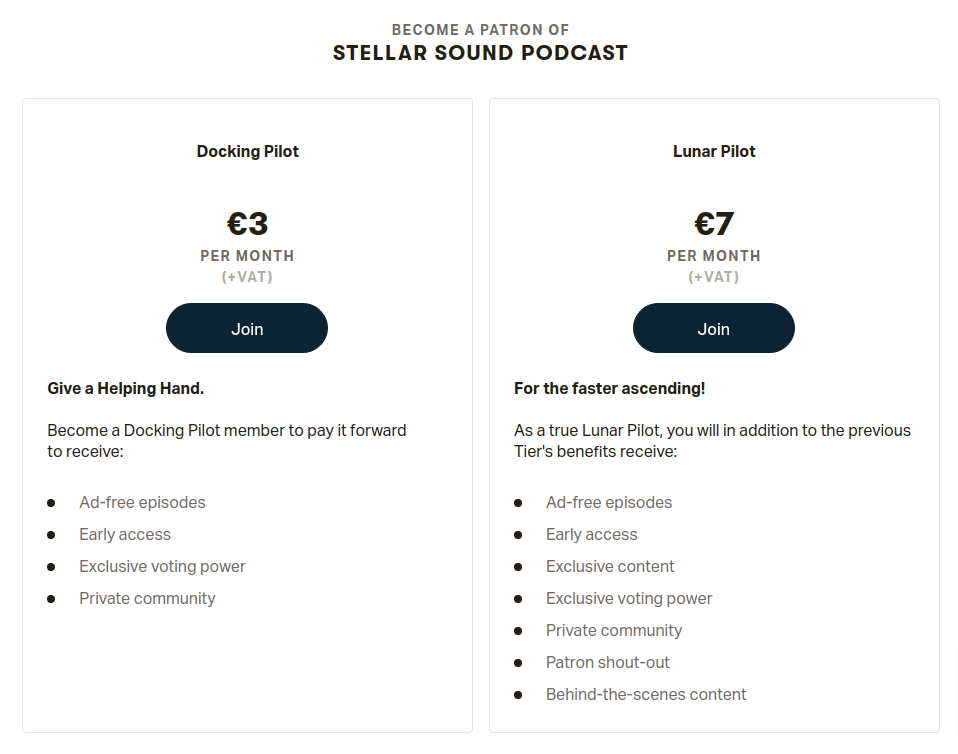 BECOME A PATRON OF
STELLAR SOUND PODCAST
Docking Pilot
€3
PER MONTH
(+VAT)
Join
Give a Helping Hand.
Become a Docking Pilot member to pay it forward
to receive:
Ad-free episodes
Early access
Exclusive voting power
Private community
Lunar Pilot
€7
PER MONTH
(+VAT)
Join
For the faster ascending!
As a true Lunar Pilot, you will in addition to the previous
Tier's benefits receive:
Ad-free episodes
Early access
Exclusive content
Exclusive voting power
Private community
Patron shout-out
Behind-the-scenes content